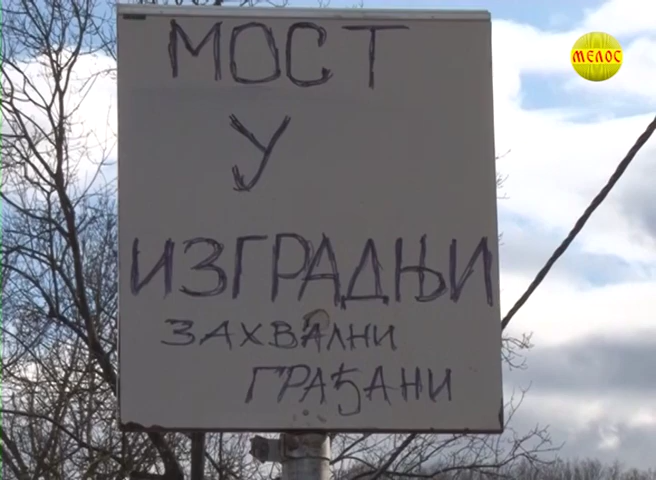 МЕЛОС
МОСТ
У
ИЗГРАДЊИ
ЗАХВАЛНИ
ГРАЂАНИ